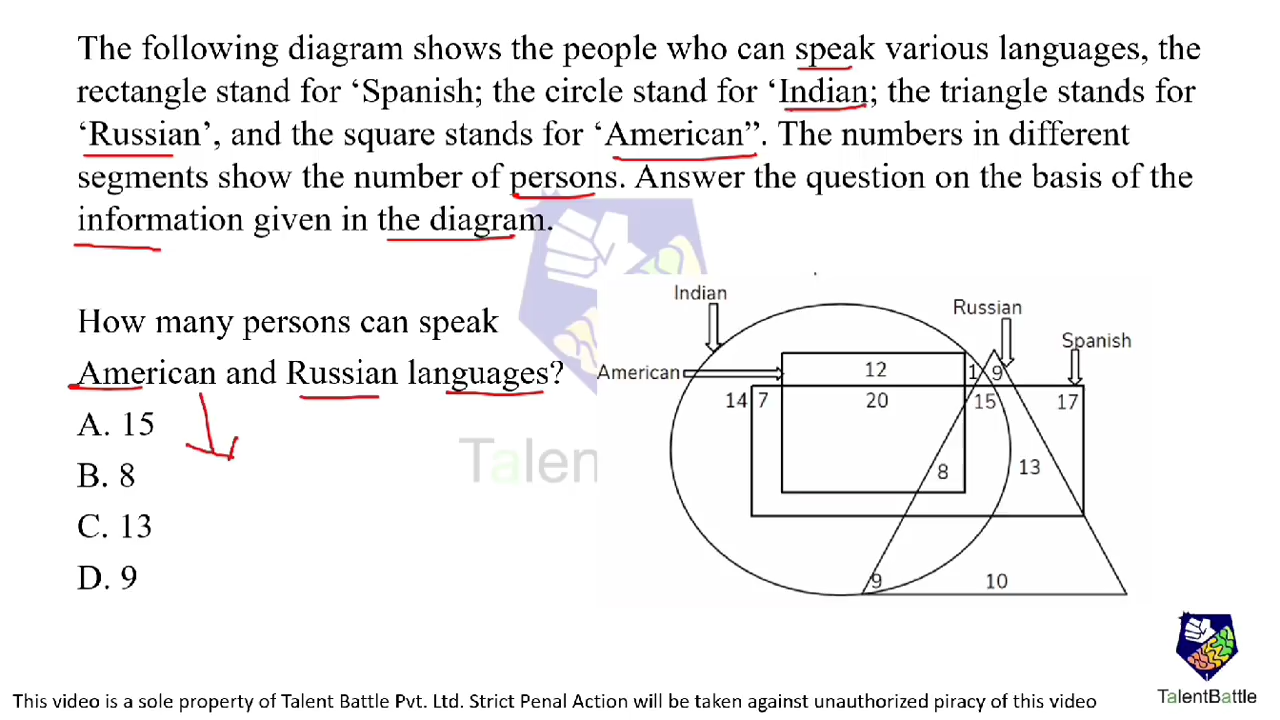 The following diagram shows the people who can speak various languages, the
rectangle stand for ‘Spanish; the circle stand for ‘Indian; the triangle stands for
‘Russian’, and the square stands for ‘American”. The numbers in different
segments show the number of persons. Answer the question on the basis of the
information given in the diagram.
How many persons can speak
American and Russian languages?
A. 15
B. 8
C. 13
D. 9
Indian
Russian
Spanish
American
12
1
9
14
7
20
15
17
8
13
9
10
Talen
TalentBattle
This video is a sole property of Talent Battle Pvt. Ltd. Strict Penal Action will be taken against unauthorized piracy of this video